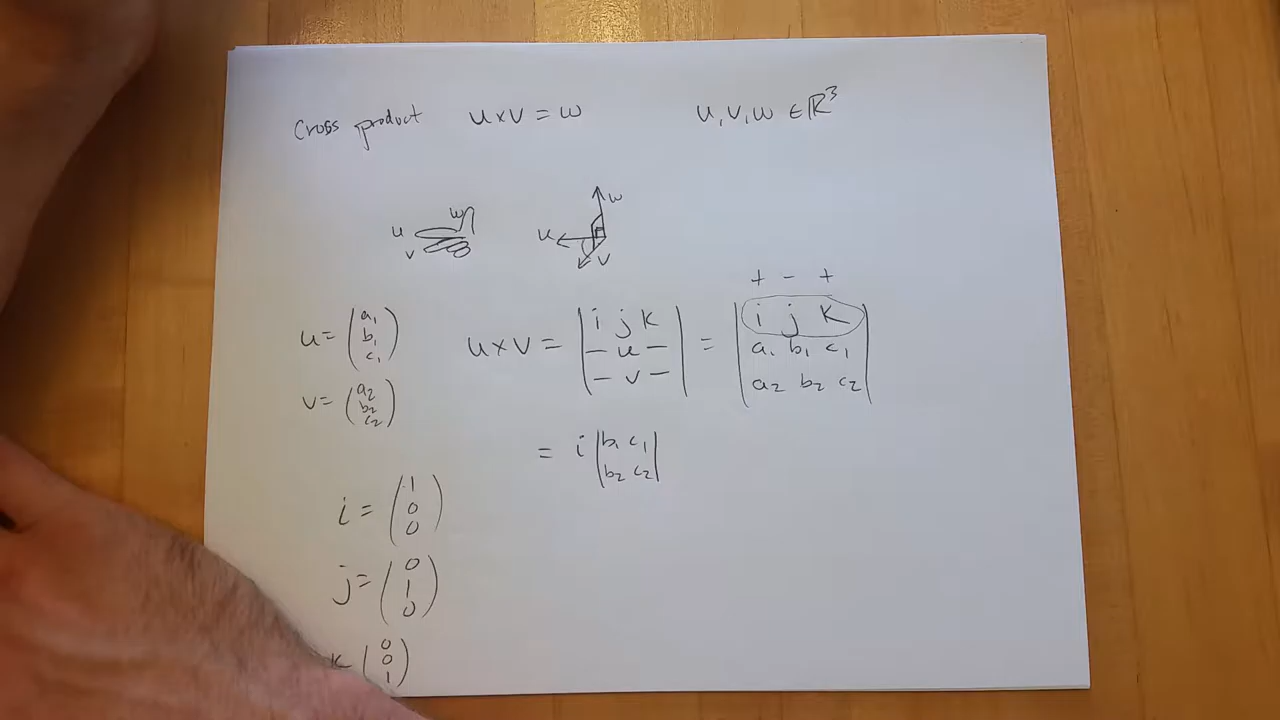 Cross product u×v = w u,v,w ∈ ℝ³
u w v
w u v
u = (a₁ b₁ c₁)
v = (a₂ b₂ c₂)
+ − +
u×v = | i j k | = | i j k |
− u − a₁ b₁ c₁
− v − a₂ b₂ c₂
= i | b₁ c₁ |
b₂ c₂
i = (1 0 0)
j = (0 1 0)
k (0 0 1)